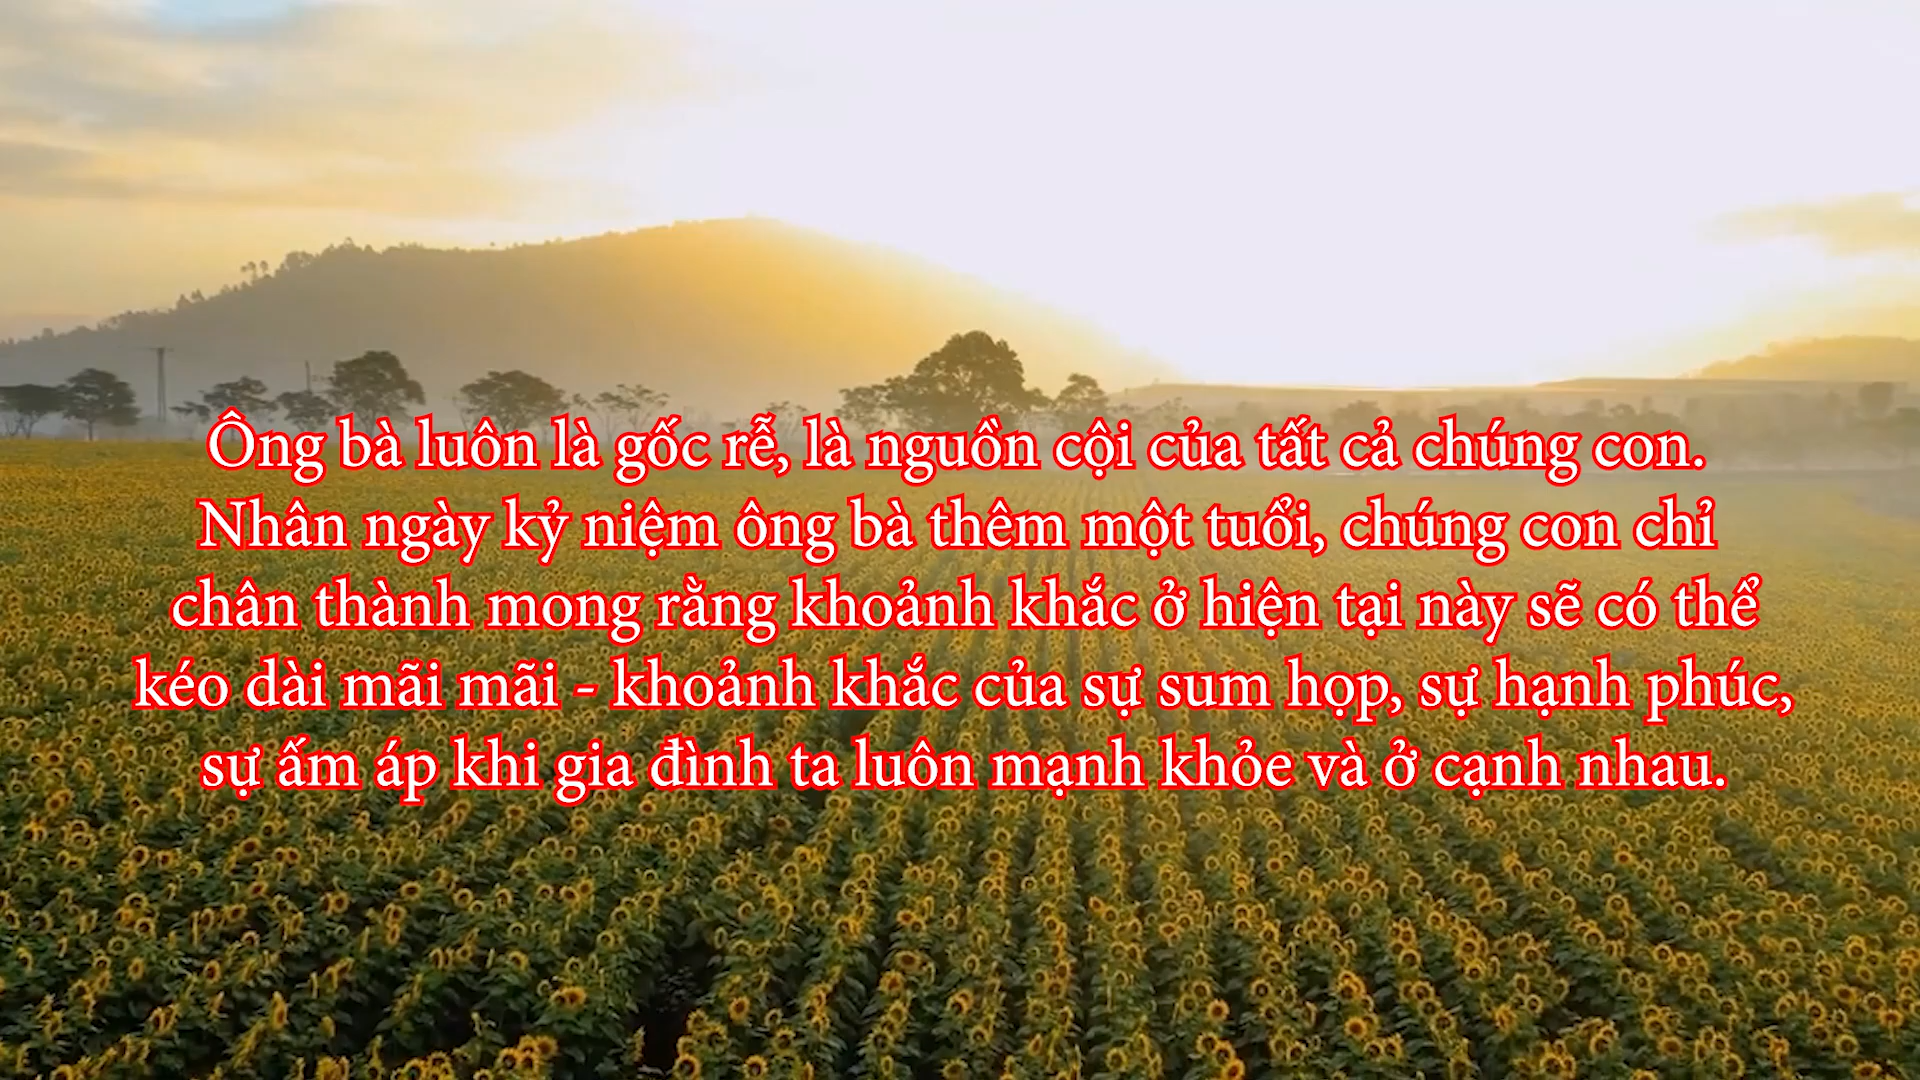 Ông bà luôn là gốc rễ, là nguồn cội của tất cả chúng con.
Nhân ngày kỷ niệm ông bà thêm một tuổi, chúng con chỉ
chân thành mong rằng khoảnh khắc ở hiện tại này sẽ có thể
kéo dài mãi mãi - khoảnh khắc của sự sum họp, sự hạnh phúc,
sự ấm áp khi gia đình ta luôn mạnh khỏe và ở cạnh nhau.